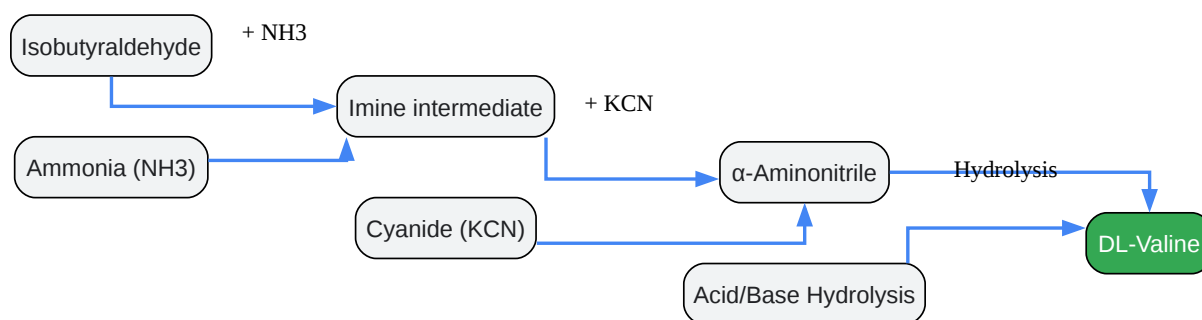 Isobutyraldehyde
+ NH3
Imine intermediate
+ KCN
Ammonia (NH3)
α-Aminonitrile
Hydrolysis
Cyanide (KCN)
DL-Valine
Acid/Base Hydrolysis